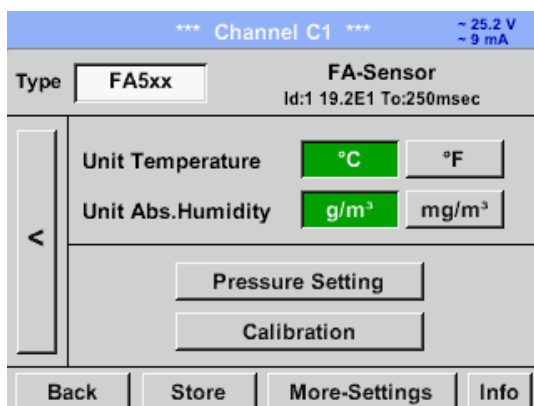 *** Channel C1 ***
~ 25.2 V
~ 9 mA
Type
FA5xx
FA-Sensor
Id:1 19.2E1 To:250msec
Unit Temperature °C °F
Unit Abs.Humidity g/m³ mg/m³
<
Pressure Setting
Calibration
Back Store More-Settings Info